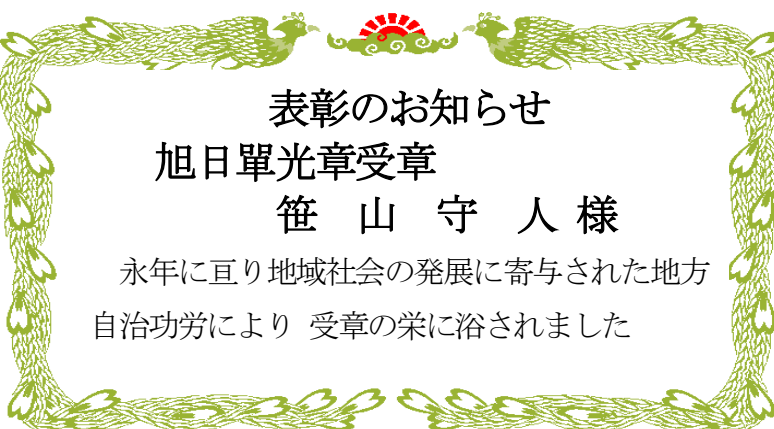 表彰のお知らせ
旭日單光章受章
笹 山 守 人 様
永年に亘り地域社会の発展に寄与された地方
自治功労により 受章の栄に浴されました